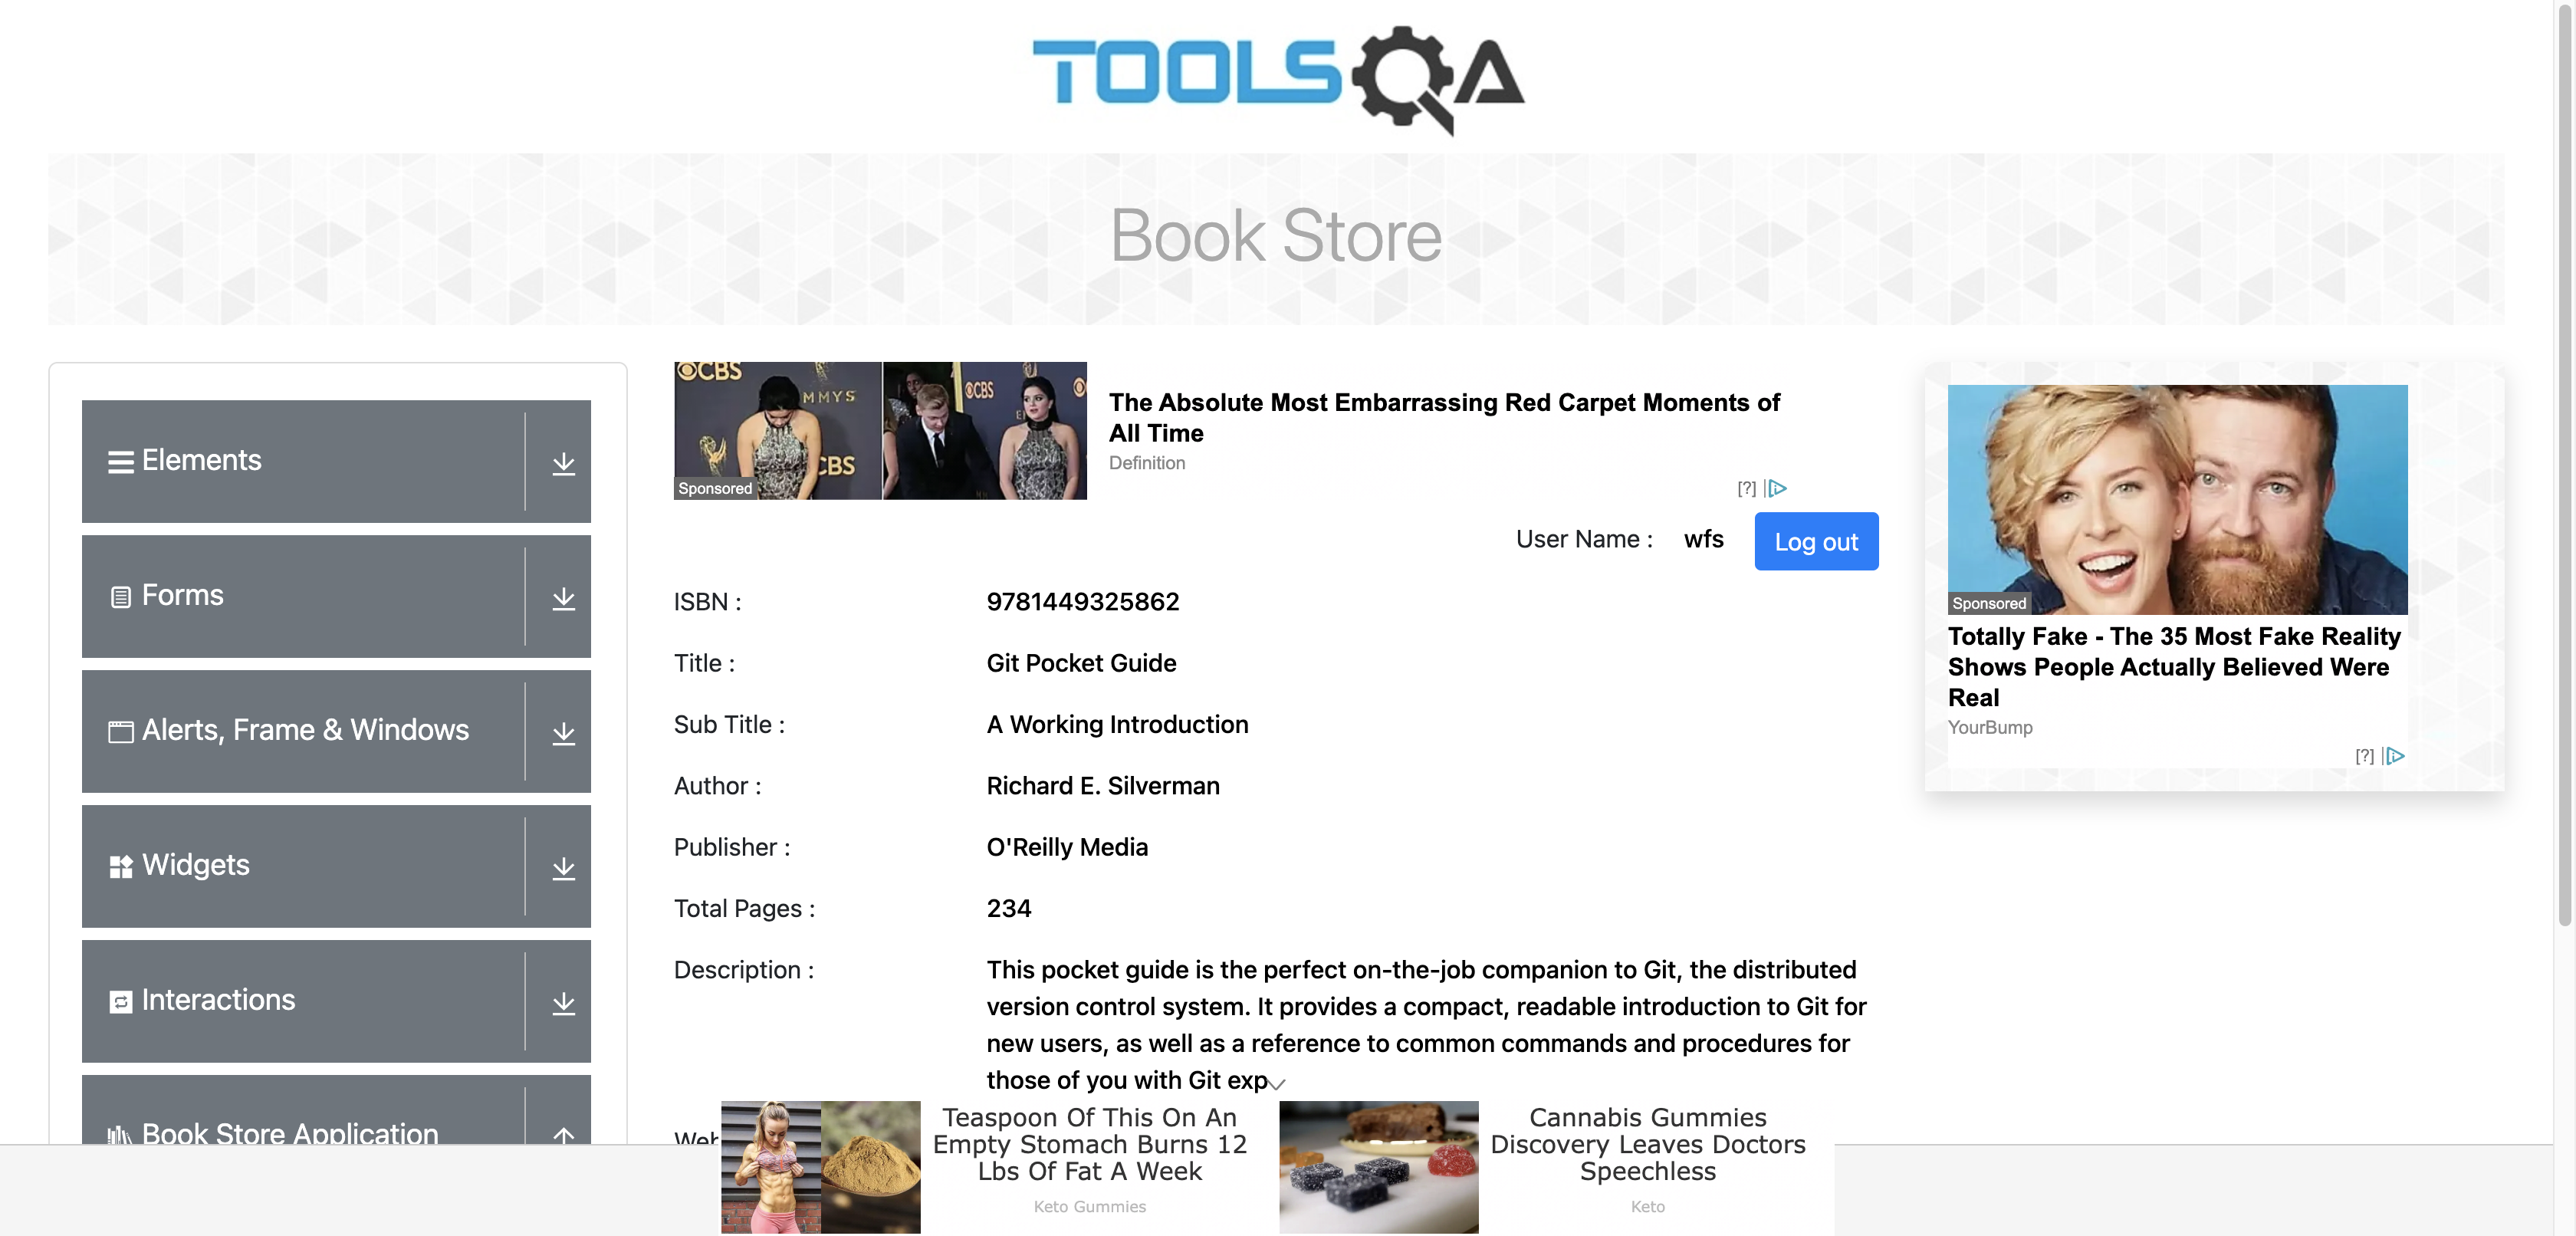 TOOLSQA
Book Store
Elements
Forms
Alerts, Frame & Windows
Widgets
Interactions
Book Store Application
CBS
MMYS
CBS
CBS
Sponsored
The Absolute Most Embarrassing Red Carpet Moments of
All Time
Definition
[?]
User Name :
wfs
Log out
ISBN :
9781449325862
Title :
Git Pocket Guide
Sub Title :
A Working Introduction
Author :
Richard E. Silverman
Publisher :
O'Reilly Media
Total Pages :
234
Description :
This pocket guide is the perfect on-the-job companion to Git, the distributed
version control system. It provides a compact, readable introduction to Git for
new users, as well as a reference to common commands and procedures for
those of you with Git exp
Sponsored
Totally Fake - The 35 Most Fake Reality
Shows People Actually Believed Were
Real
YourBump
[?]
Teaspoon Of This On An
Empty Stomach Burns 12
Lbs Of Fat A Week
Keto Gummies
Cannabis Gummies
Discovery Leaves Doctors
Speechless
Keto